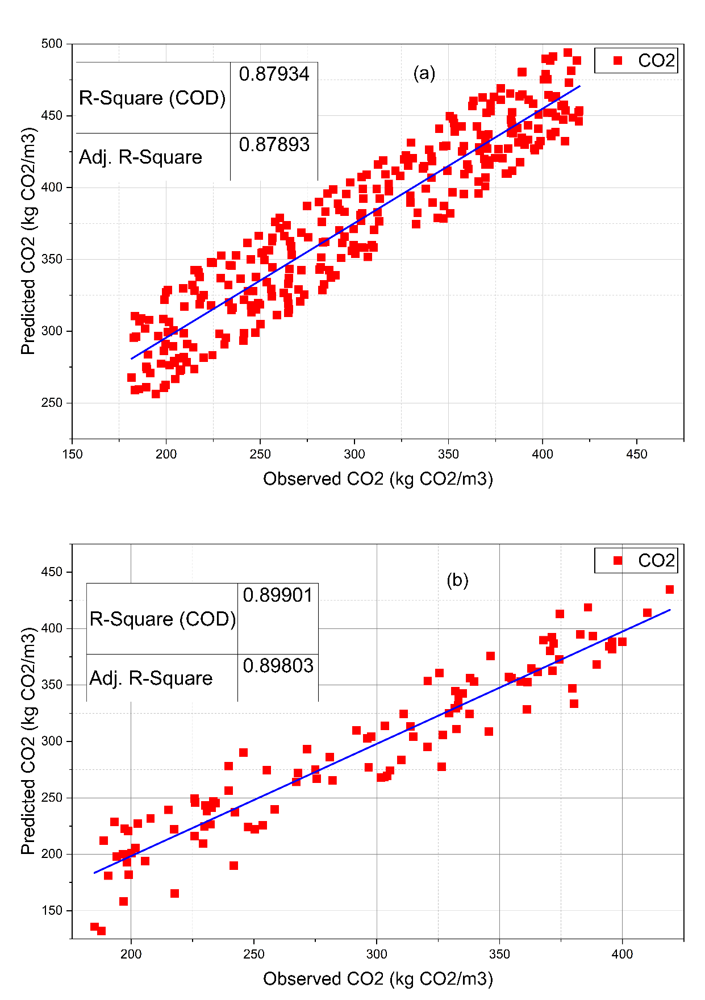 500
450
400
350
300
250
Predicted CO2 (kg CO2/m3)
R-Square (COD) 0.87934
Adj. R-Square 0.87893
(a)
CO2
150 200 250 300 350 400 450
Observed CO2 (kg CO2/m3)
450
400
350
300
250
200
150
Predicted CO2 (kg CO2/m3)
R-Square (COD) 0.89901
Adj. R-Square 0.89803
(b)
CO2
200 250 300 350 400
Observed CO2 (kg CO2/m3)